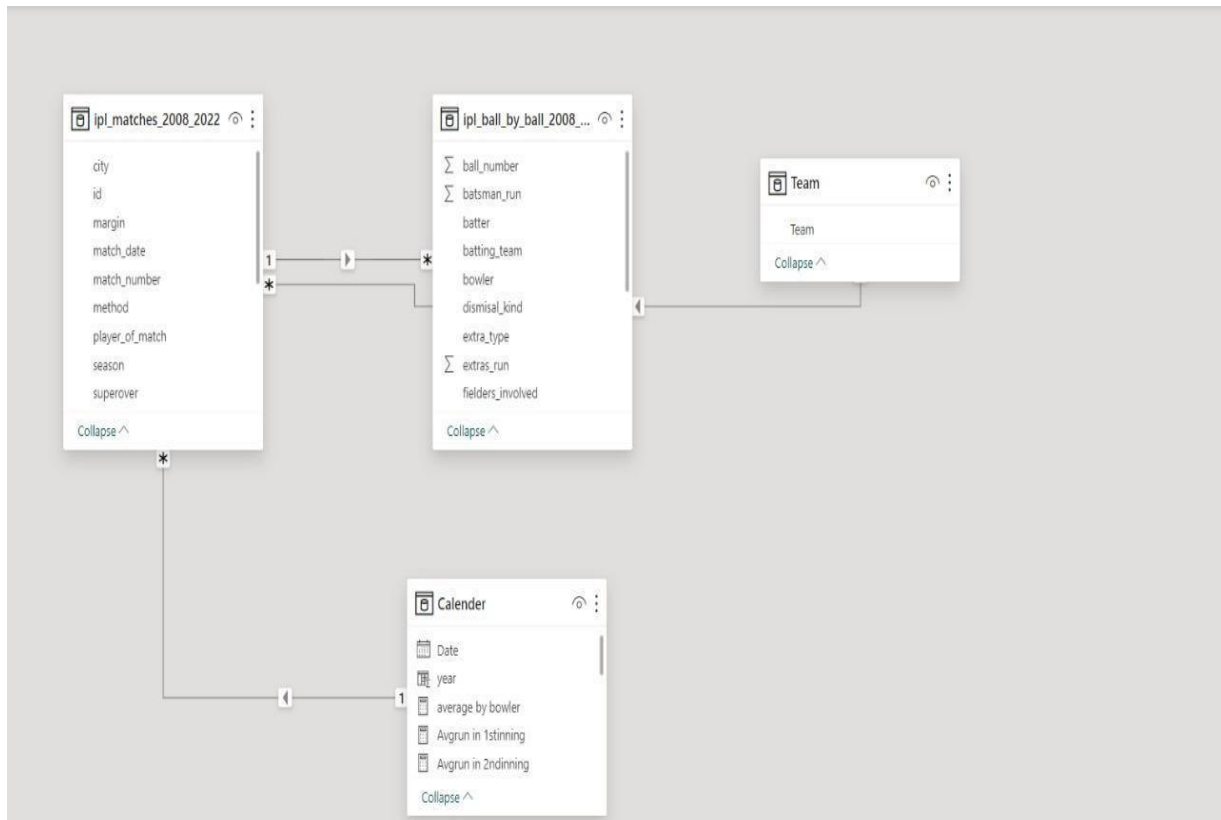 ipl_matches_2008_2022
city
id
margin
match_date
match_number
method
player_of_match
season
superover
Collapse
1
*
*
*
ipl_ball_by_ball_2008_...
ball_number
batsman_run
batter
batting_team
bowler
dismisal_kind
extra_type
extras_run
fielders_involved
Collapse
Team
Team
Collapse
*
1
Calender
Date
year
average by bowler
Avgrun in 1stinning
Avgrun in 2ndinning
Collapse